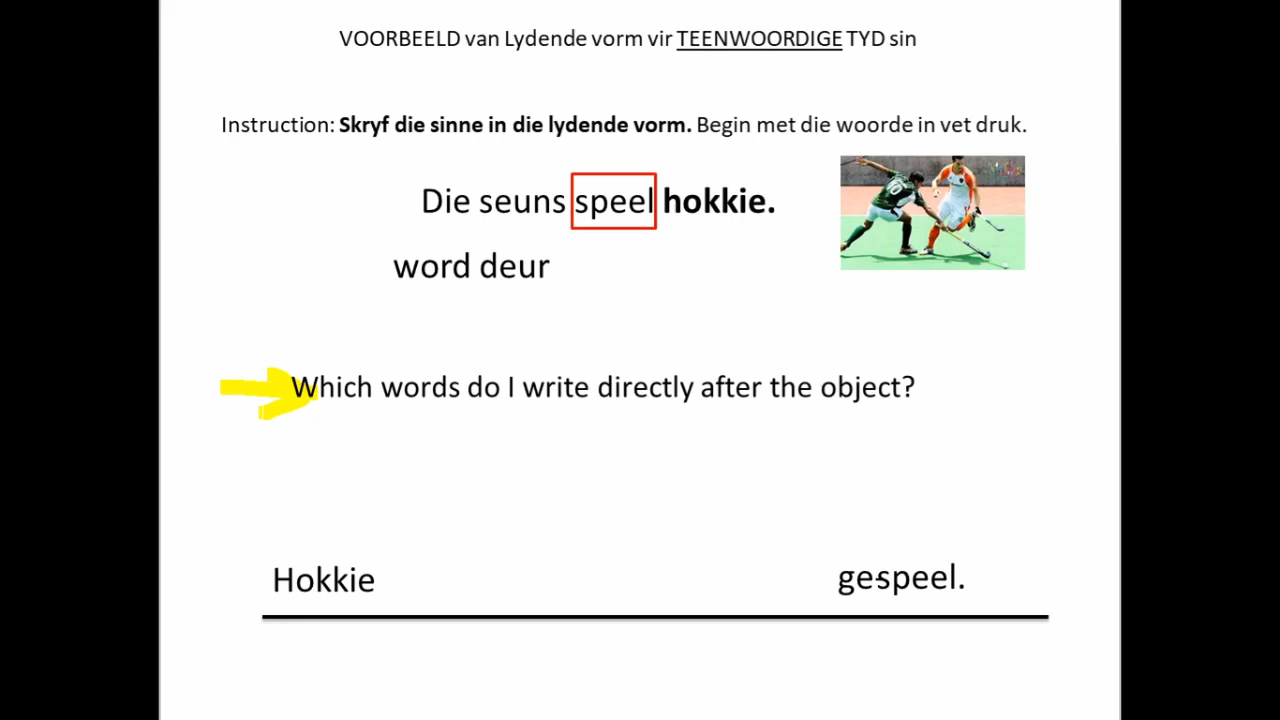 VOORBEELD van Lydende vorm vir TEENWOORDIGE TYD sin
Instruction: Skryf die sinne in die lydende vorm. Begin met die woorde in vet druk.
Die seuns speel hokkie.
word deur
Which words do I write directly after the object?
Hokkie gespeel.